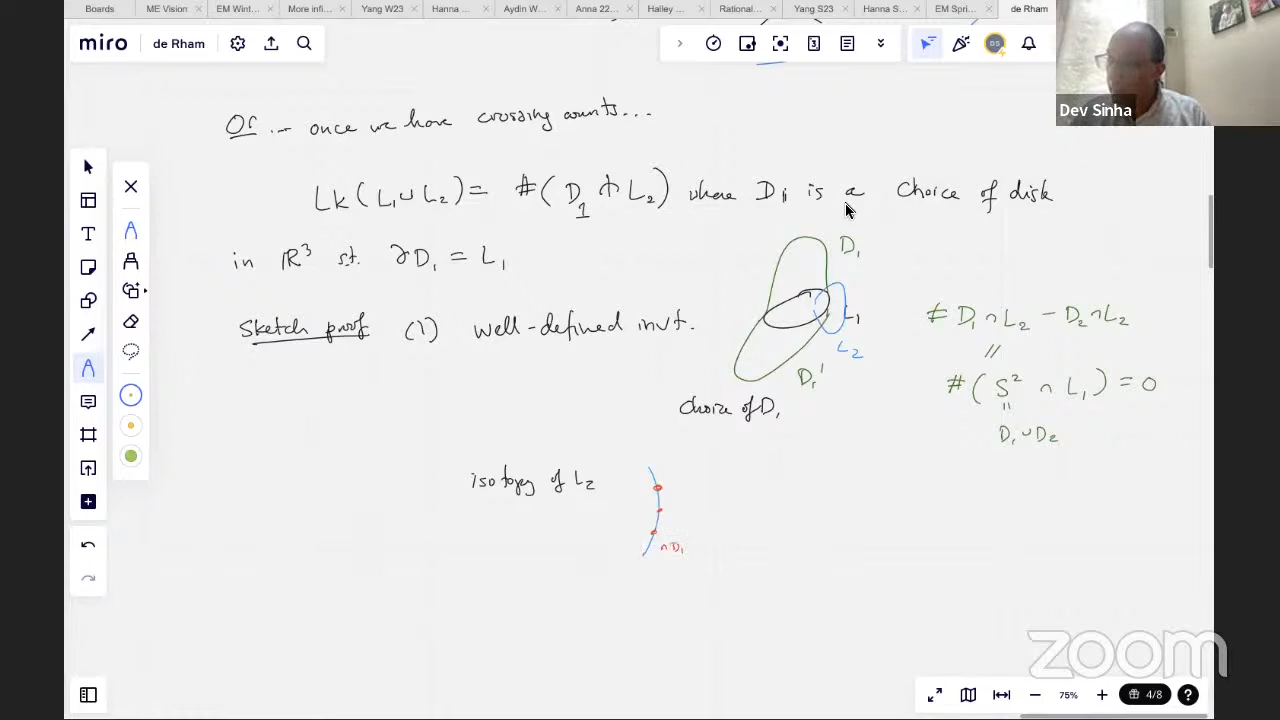 Boards
ME Vision
EM Wint...
More infi...
Yang W23
Hanna ...
Aydin W...
Anna 22...
Halley ...
Rational...
Yang S23
Hanna S...
EM Spri...
de Rham
miro
de Rham
DS
Dev Sinha
Or ... once we have crossing counts...
Lk(L₁∪L₂) = #(D₁ ⋔ L₂) where D₁ is a choice of disk
in ℝ³ st. ∂D₁ = L₁
D₁
L₁
L₂
D₁'
choice of D₁
Sketch proof (1) well-defined invt.
# D₁∩L₂ − D₂∩L₂
//
#(S² ∩ L₁) = 0
"
D₁∪D₂
isotopy of L₂
∩D₁
zoom
75%
4/8